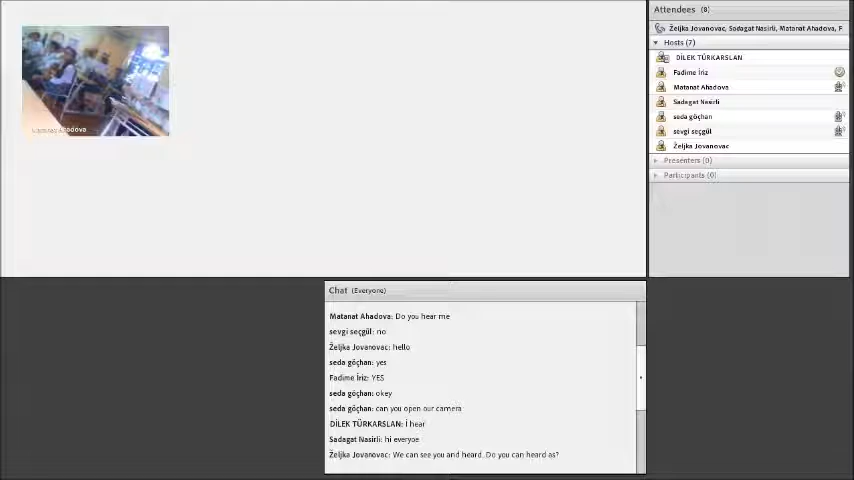 Attendees (8)
Željka Jovanovac, Sadagat Nasirli, Matanat Ahadova, F
Hosts (7)
DİLEK TÜRKARSLAN
Fadime İriz
Matanat Ahadova
Sadagat Nasirli
seda göçhan
sevgi seçgül
Željka Jovanovac
Presenters (0)
Participants (0)
Ahadova
Chat (Everyone)
Matanat Ahadova: Do you hear me
sevgi seçgül: no
Željka Jovanovac: hello
seda göçhan: yes
Fadime İriz: YES
seda göçhan: okey
seda göçhan: can you open our camera
DİLEK TÜRKARSLAN: İ hear
Sadagat Nasirli: hi everyoe
Željka Jovanovac: We can see you and heard. Do you can heard as?